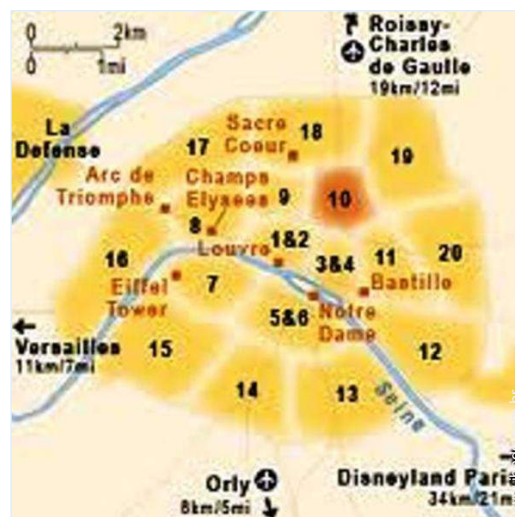 0 2km
0 1mi
Roissy-
Charles
de Gaulle
19km/12mi
La
Defense
Sacre
Coeur
18
17
19
Arc de
Triomphe
Champs
Elysees
9
10
8
1&2
Louvre
3&4
11
20
16
Eiffel
Tower
7
Bastille
5&6
Notre
Dame
Versailles
11km/7mi
15
12
14
13
Seine
Orly
8km/5mi
Disneyland Paris
34km/21m